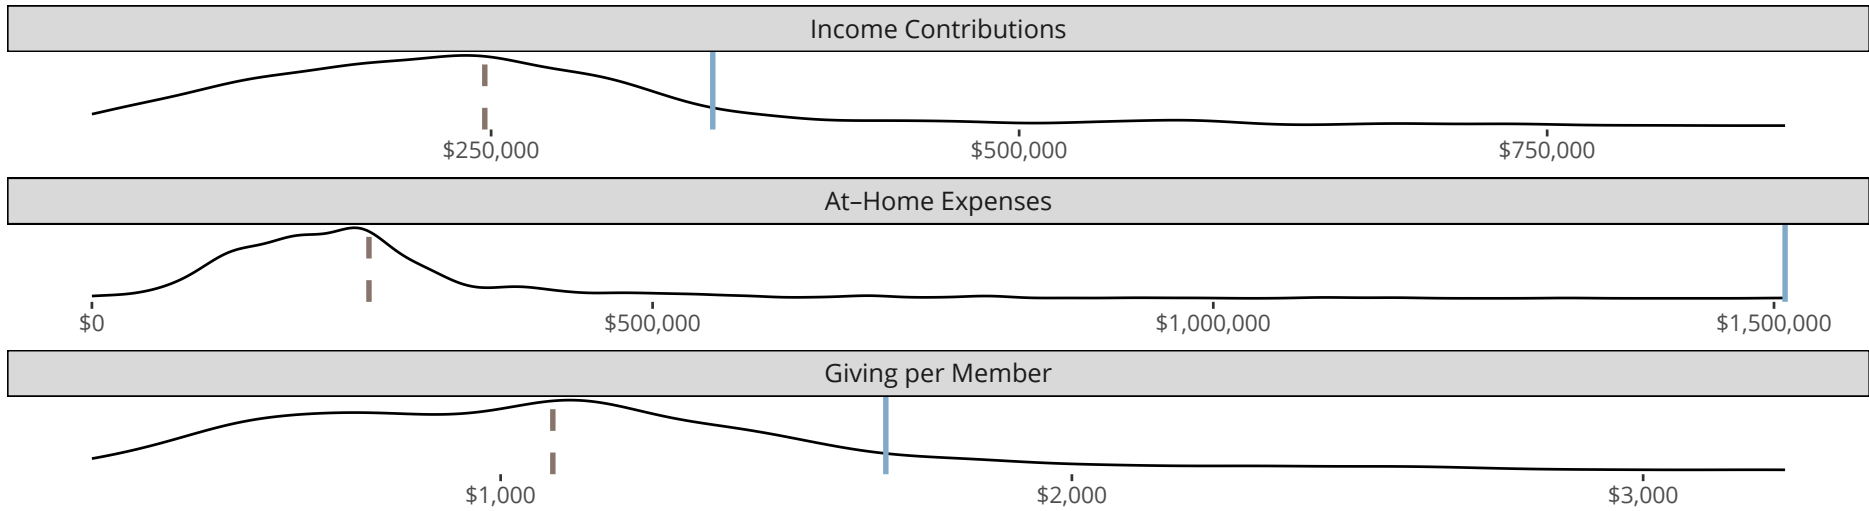 Income Contributions
$250,000 $500,000 $750,000
At–Home Expenses
$0 $500,000 $1,000,000 $1,500,000
Giving per Member
$1,000 $2,000 $3,000